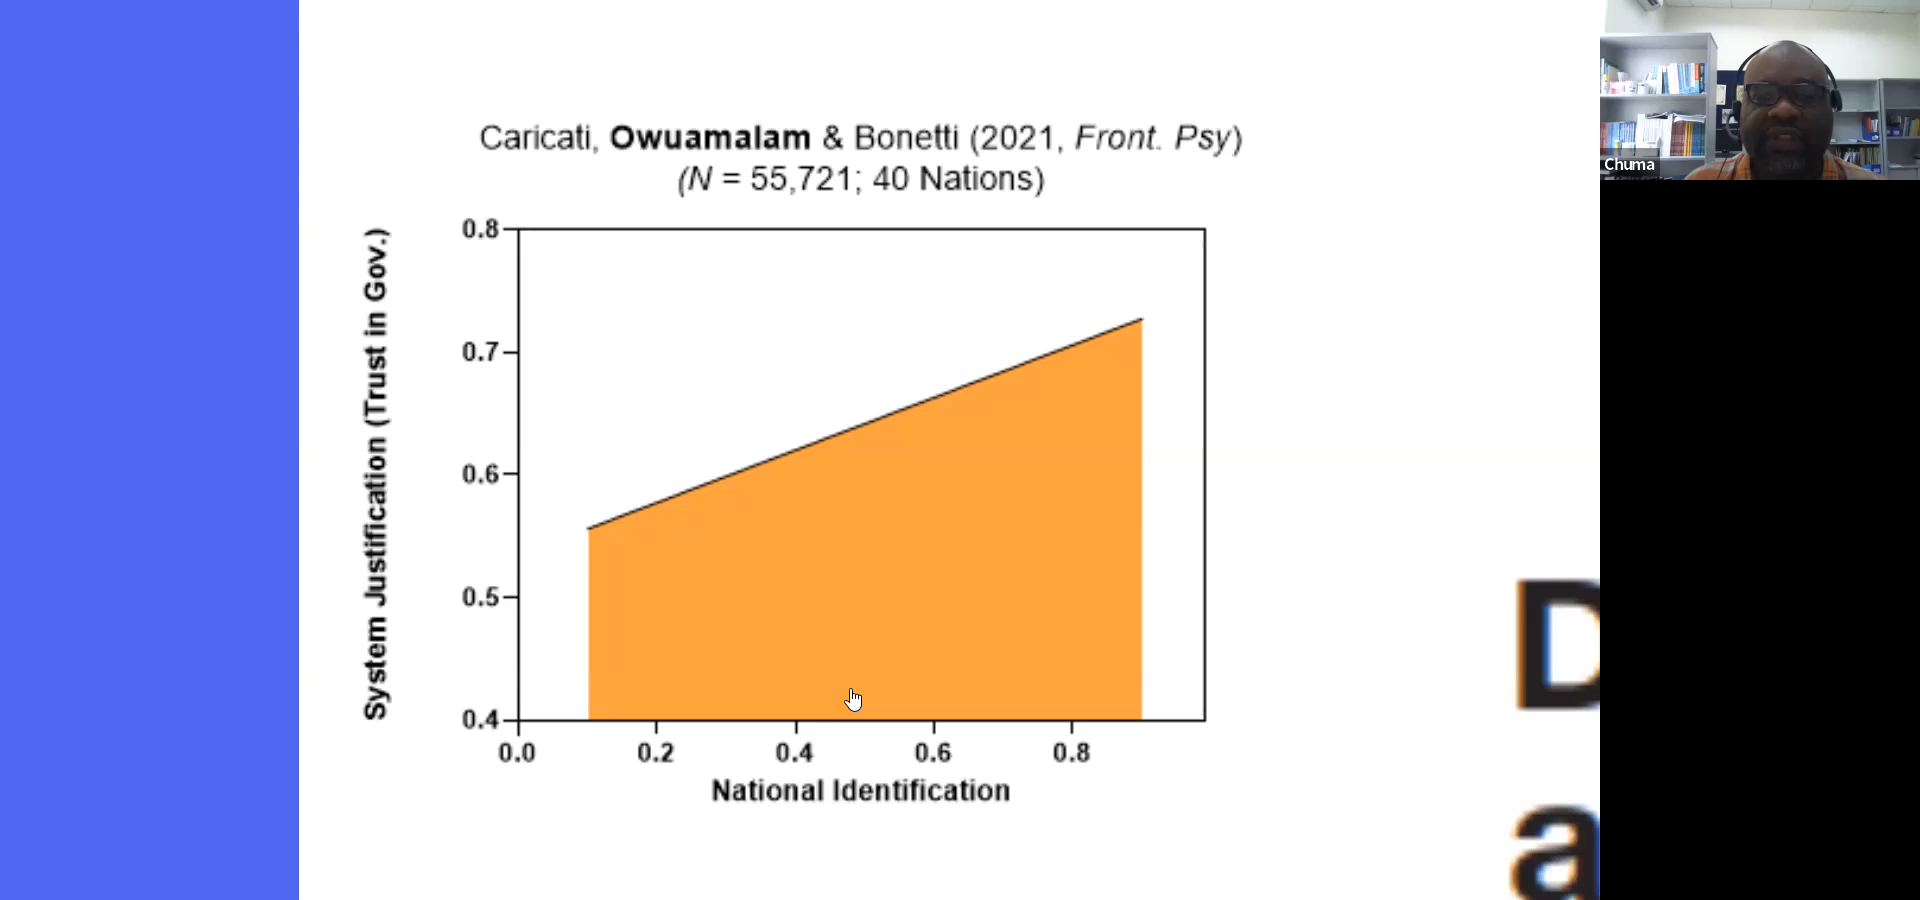 Caricati, Owuamalam & Bonetti (2021, Front. Psy)
(N = 55,721; 40 Nations)
System Justification (Trust in Gov.)
0.8
0.7
0.6
0.5
0.4
0.0 0.2 0.4 0.6 0.8
National Identification
Chuma
D
a